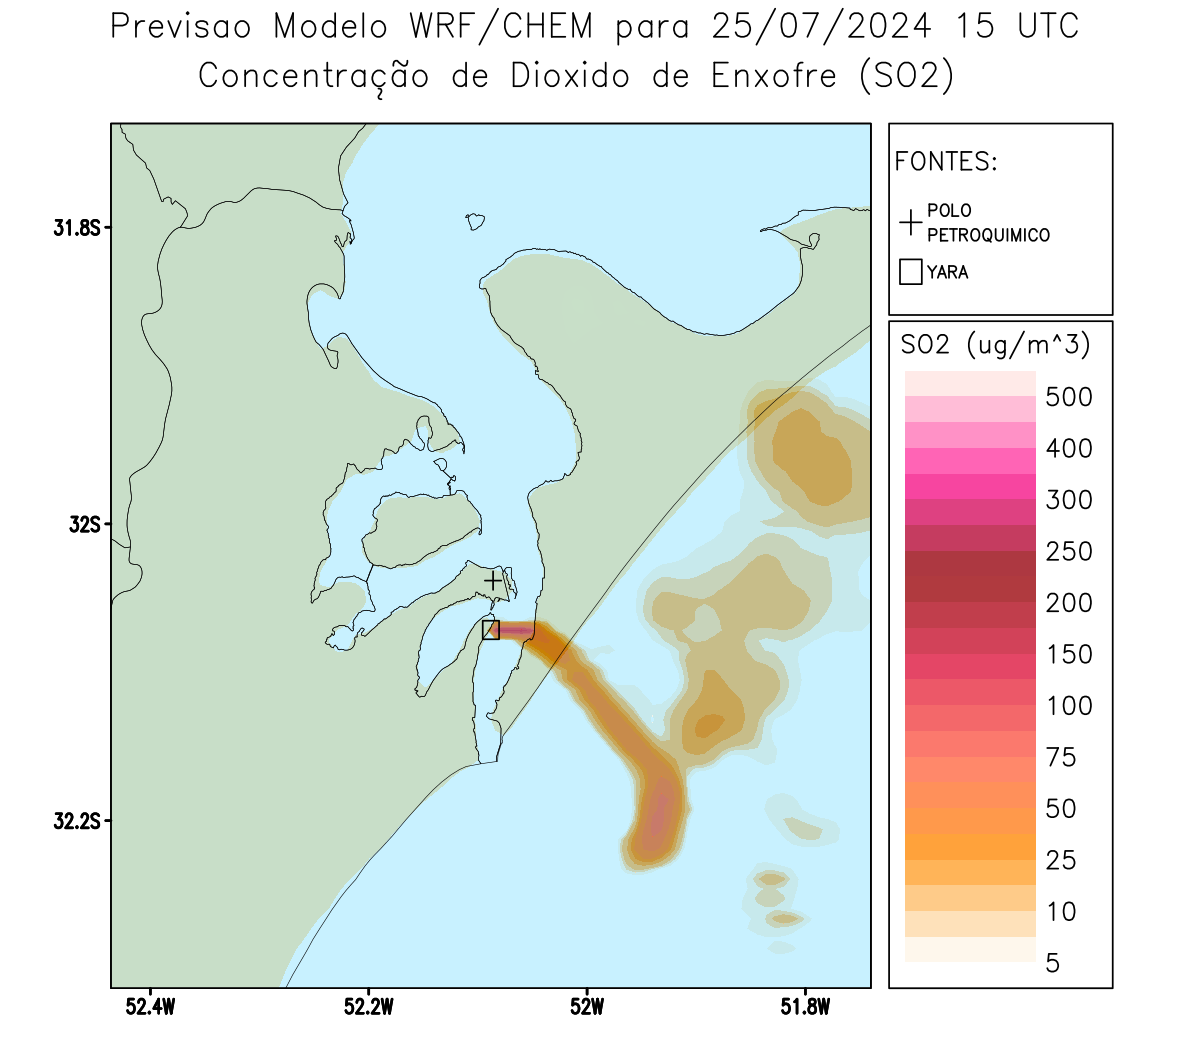 Previsao Modelo WRF/CHEM para 25/07/2024 15 UTC
Concentração de Dioxido de Enxofre (SO2)
FONTES:
POLO
PETROQUIMICO
YARA
SO2 (ug/m^3)
500
400
300
250
200
150
100
75
50
25
10
5
31.8S
32S
32.2S
52.4W
52.2W
52W
51.8W